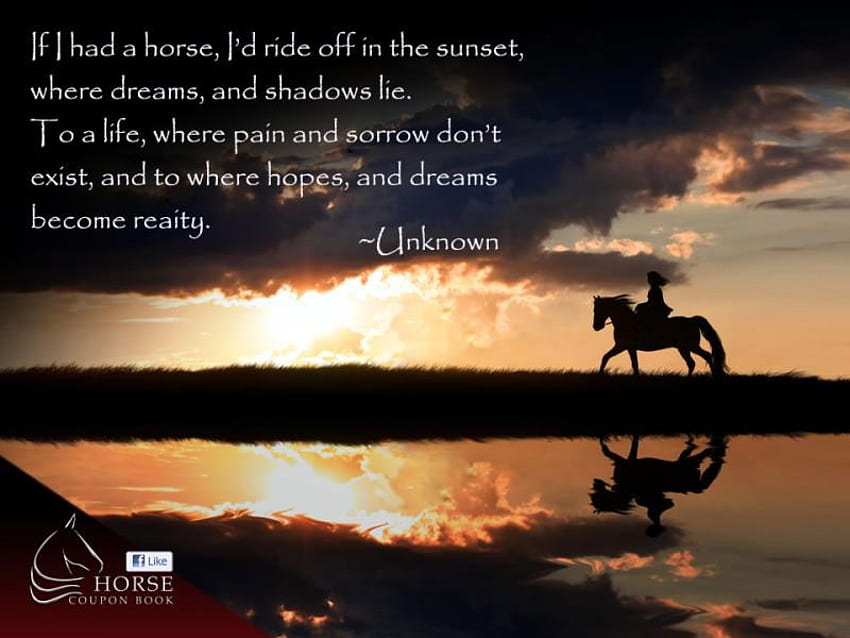 If I had a horse, I'd ride off in the sunset,
where dreams, and shadows lie.
To a life, where pain and sorrow don't
exist, and to where hopes, and dreams
become reaity.
~Unknown
f Like
HORSE
COUPON BOOK